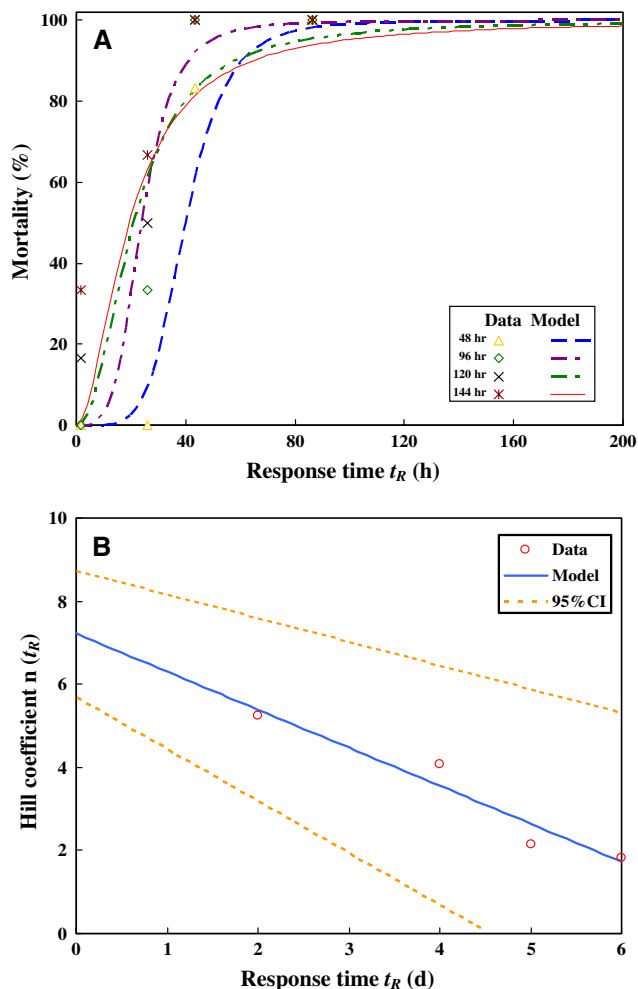 A
100
80
60
40
20
0
Mortality (%)
Data Model
48 hr
96 hr
120 hr
144 hr
0 40 80 120 160 200
Response time tR (h)
B
10
8
6
4
2
0
Hill coefficient n (tR)
Data
Model
95%CI
0 1 2 3 4 5 6
Response time tR (d)